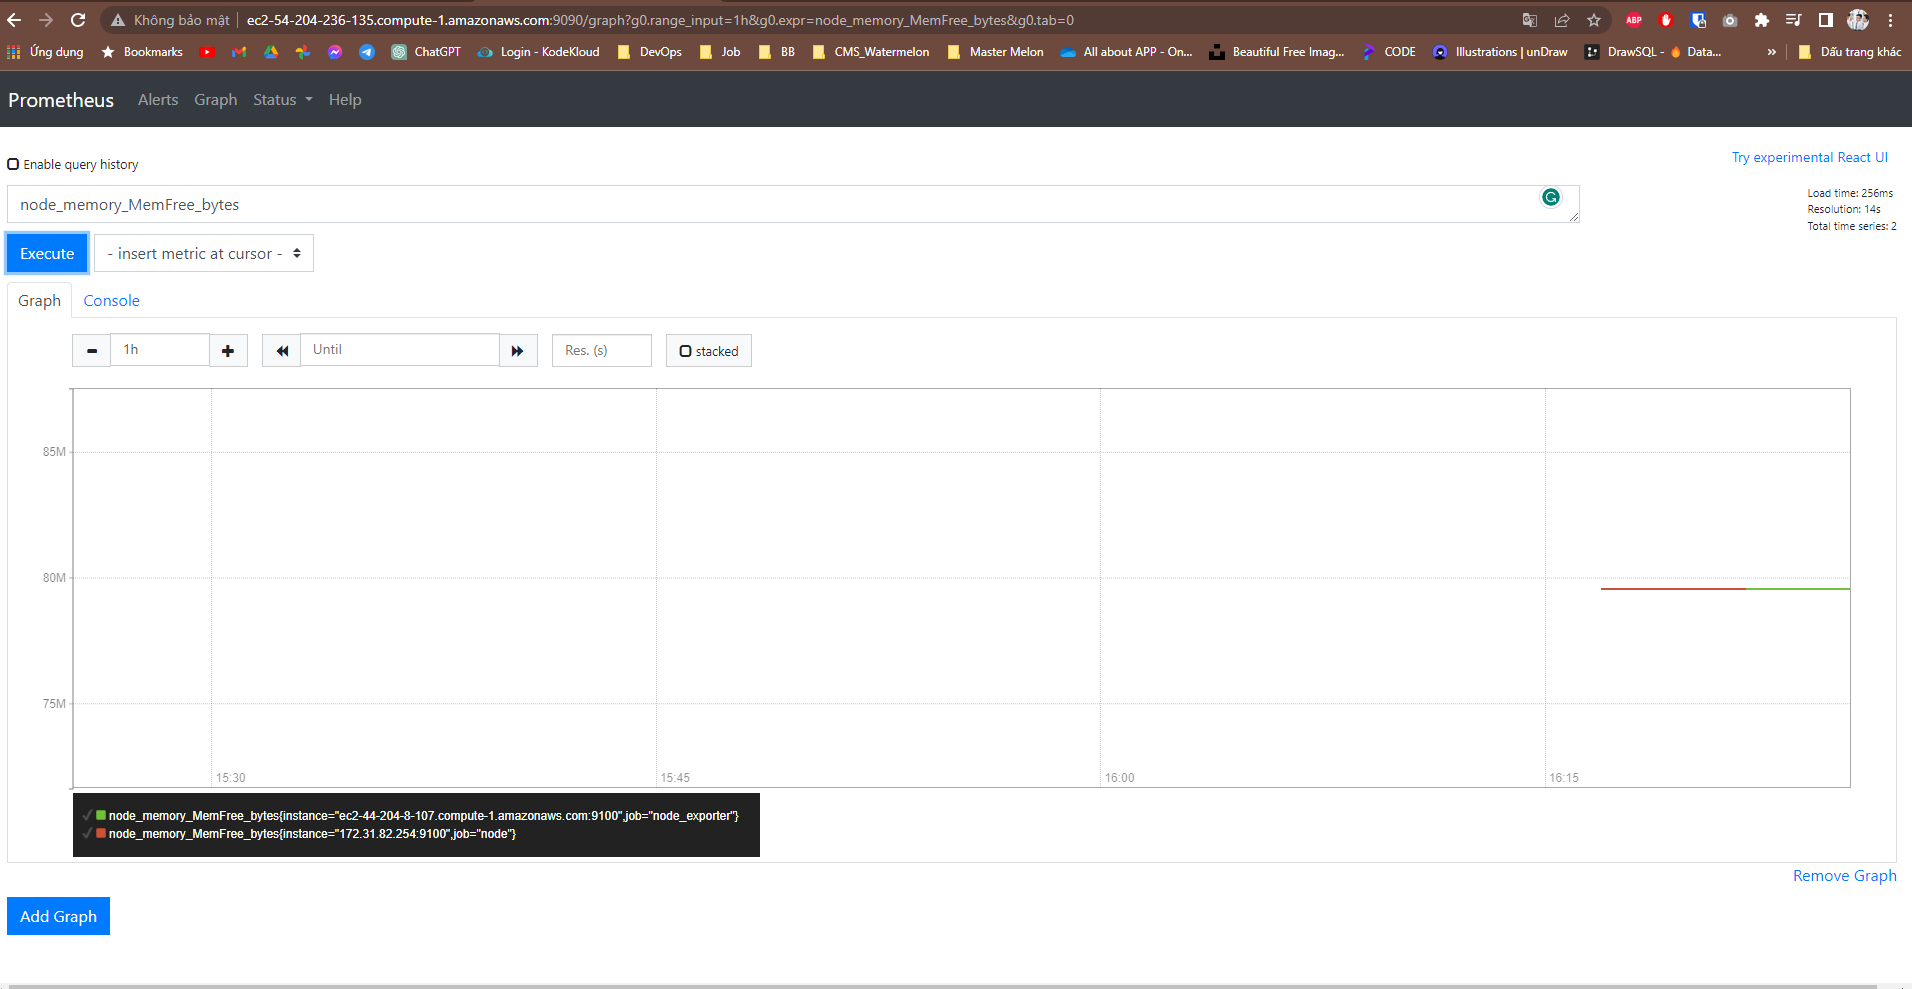 Không bảo mật ec2-54-204-236-135.compute-1.amazonaws.com:9090/graph?g0.range_input=1h&g0.expr=node_memory_MemFree_bytes&g0.tab=0 ABP
Ứng dụng Bookmarks ChatGPT Login - KodeKloud DevOps Job BB CMS_Watermelon Master Melon All about APP - On... Beautiful Free Imag... CODE Illustrations | unDraw DrawSQL - Data... » Dấu trang khác
Prometheus Alerts Graph Status Help
Enable query history
Try experimental React UI
node_memory_MemFree_bytes
Load time: 256ms
Resolution: 14s
Total time series: 2
Execute - insert metric at cursor -
Graph Console
- 1h + Until Res. (s) stacked
85M
80M
75M
15:30 15:45 16:00 16:15
node_memory_MemFree_bytes{instance="ec2-44-204-8-107.compute-1.amazonaws.com:9100",job="node_exporter"}
node_memory_MemFree_bytes{instance="172.31.82.254:9100",job="node"}
Remove Graph
Add Graph